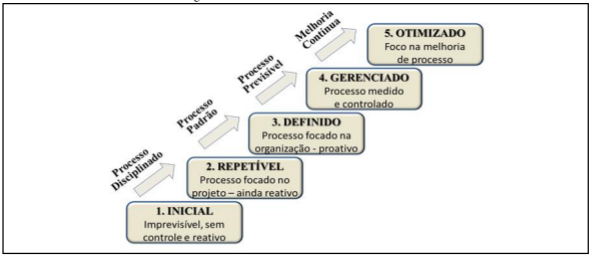 Melhoria
Contínua
5. OTIMIZADO
Foco na melhoria
de processo
Processo
Previsível
4. GERENCIADO
Processo medido
e controlado
Processo
Padrão
3. DEFINIDO
Processo focado na
organização - proativo
Processo
Disciplinado
2. REPETÍVEL
Processo focado no
projeto – ainda reativo
1. INICIAL
Imprevisível, sem
controle e reativo